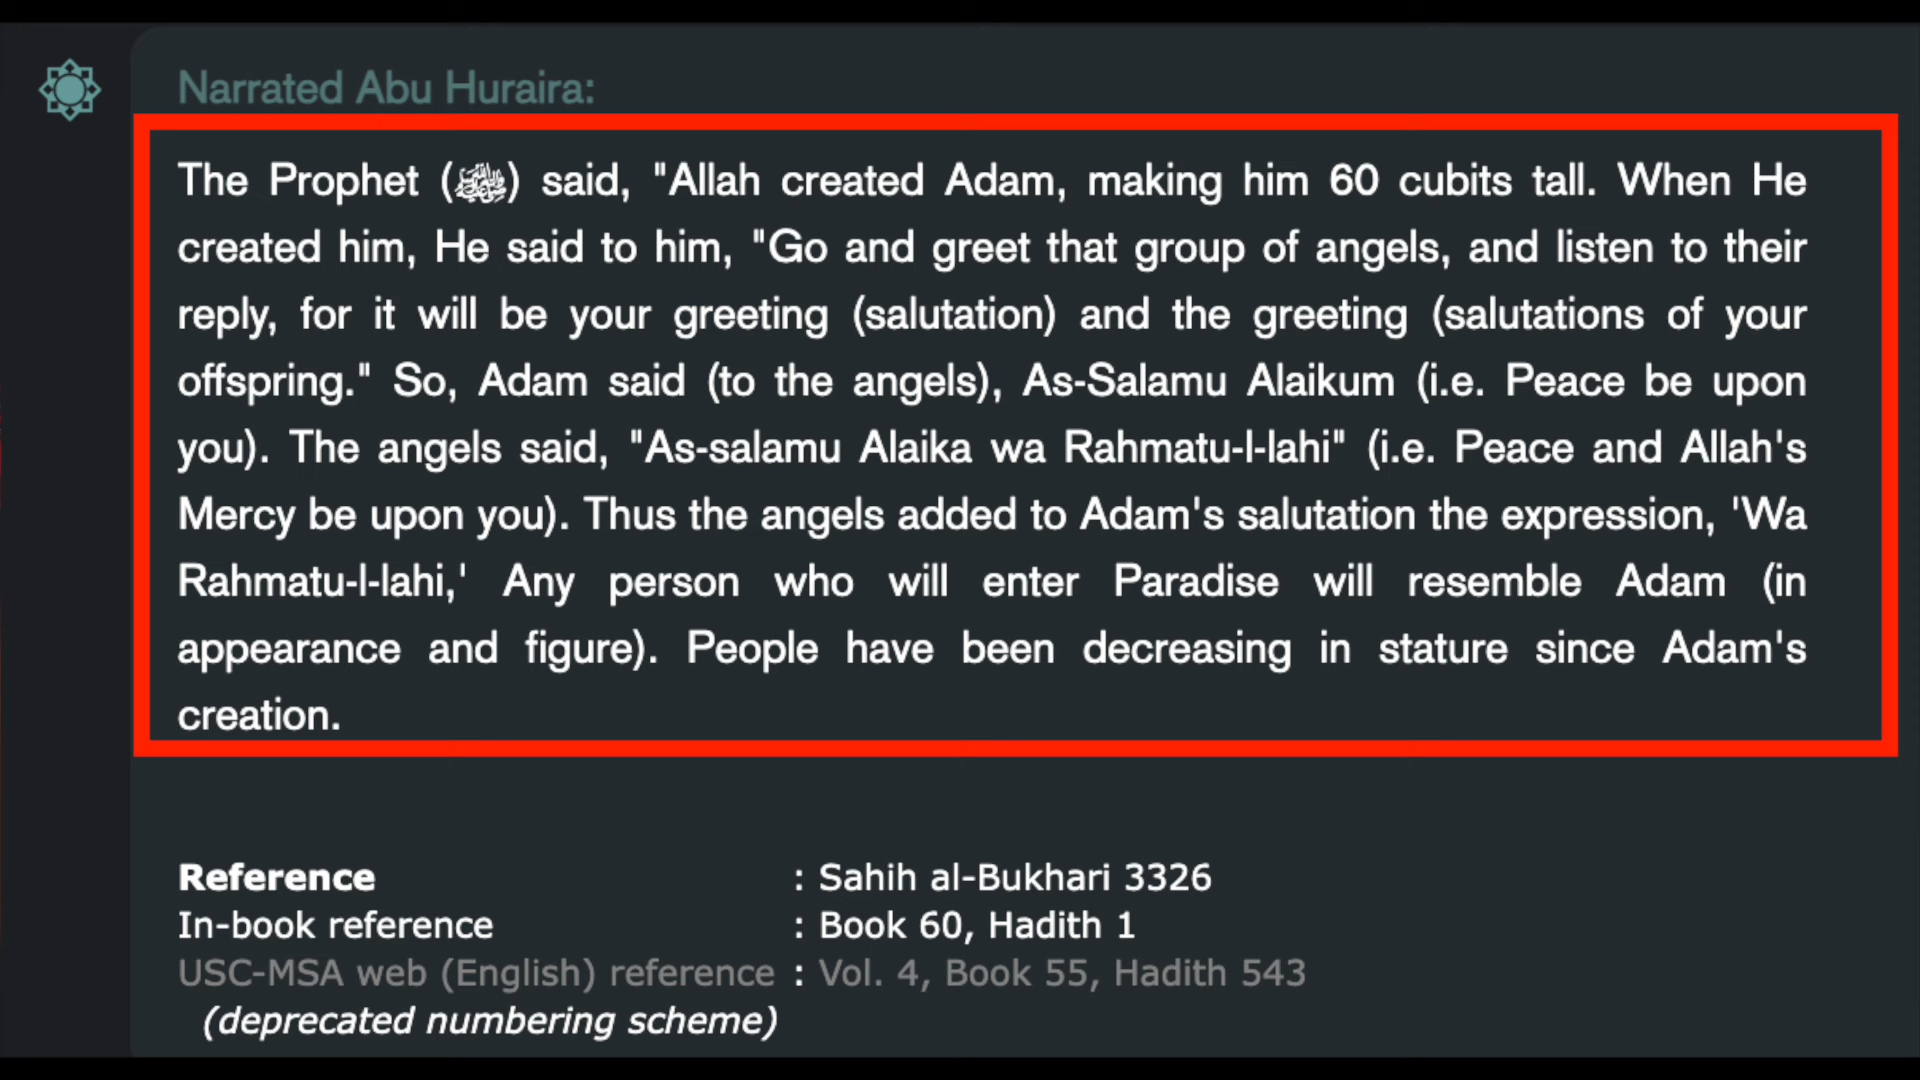 Narrated Abu Huraira:
The Prophet (ﷺ) said, "Allah created Adam, making him 60 cubits tall. When He
created him, He said to him, "Go and greet that group of angels, and listen to their
reply, for it will be your greeting (salutation) and the greeting (salutations of your
offspring." So, Adam said (to the angels), As-Salamu Alaikum (i.e. Peace be upon
you). The angels said, "As-salamu Alaika wa Rahmatu-l-lahi" (i.e. Peace and Allah's
Mercy be upon you). Thus the angels added to Adam's salutation the expression, 'Wa
Rahmatu-l-lahi,' Any person who will enter Paradise will resemble Adam (in
appearance and figure). People have been decreasing in stature since Adam's
creation.
Reference : Sahih al-Bukhari 3326
In-book reference : Book 60, Hadith 1
USC-MSA web (English) reference : Vol. 4, Book 55, Hadith 543
(deprecated numbering scheme)